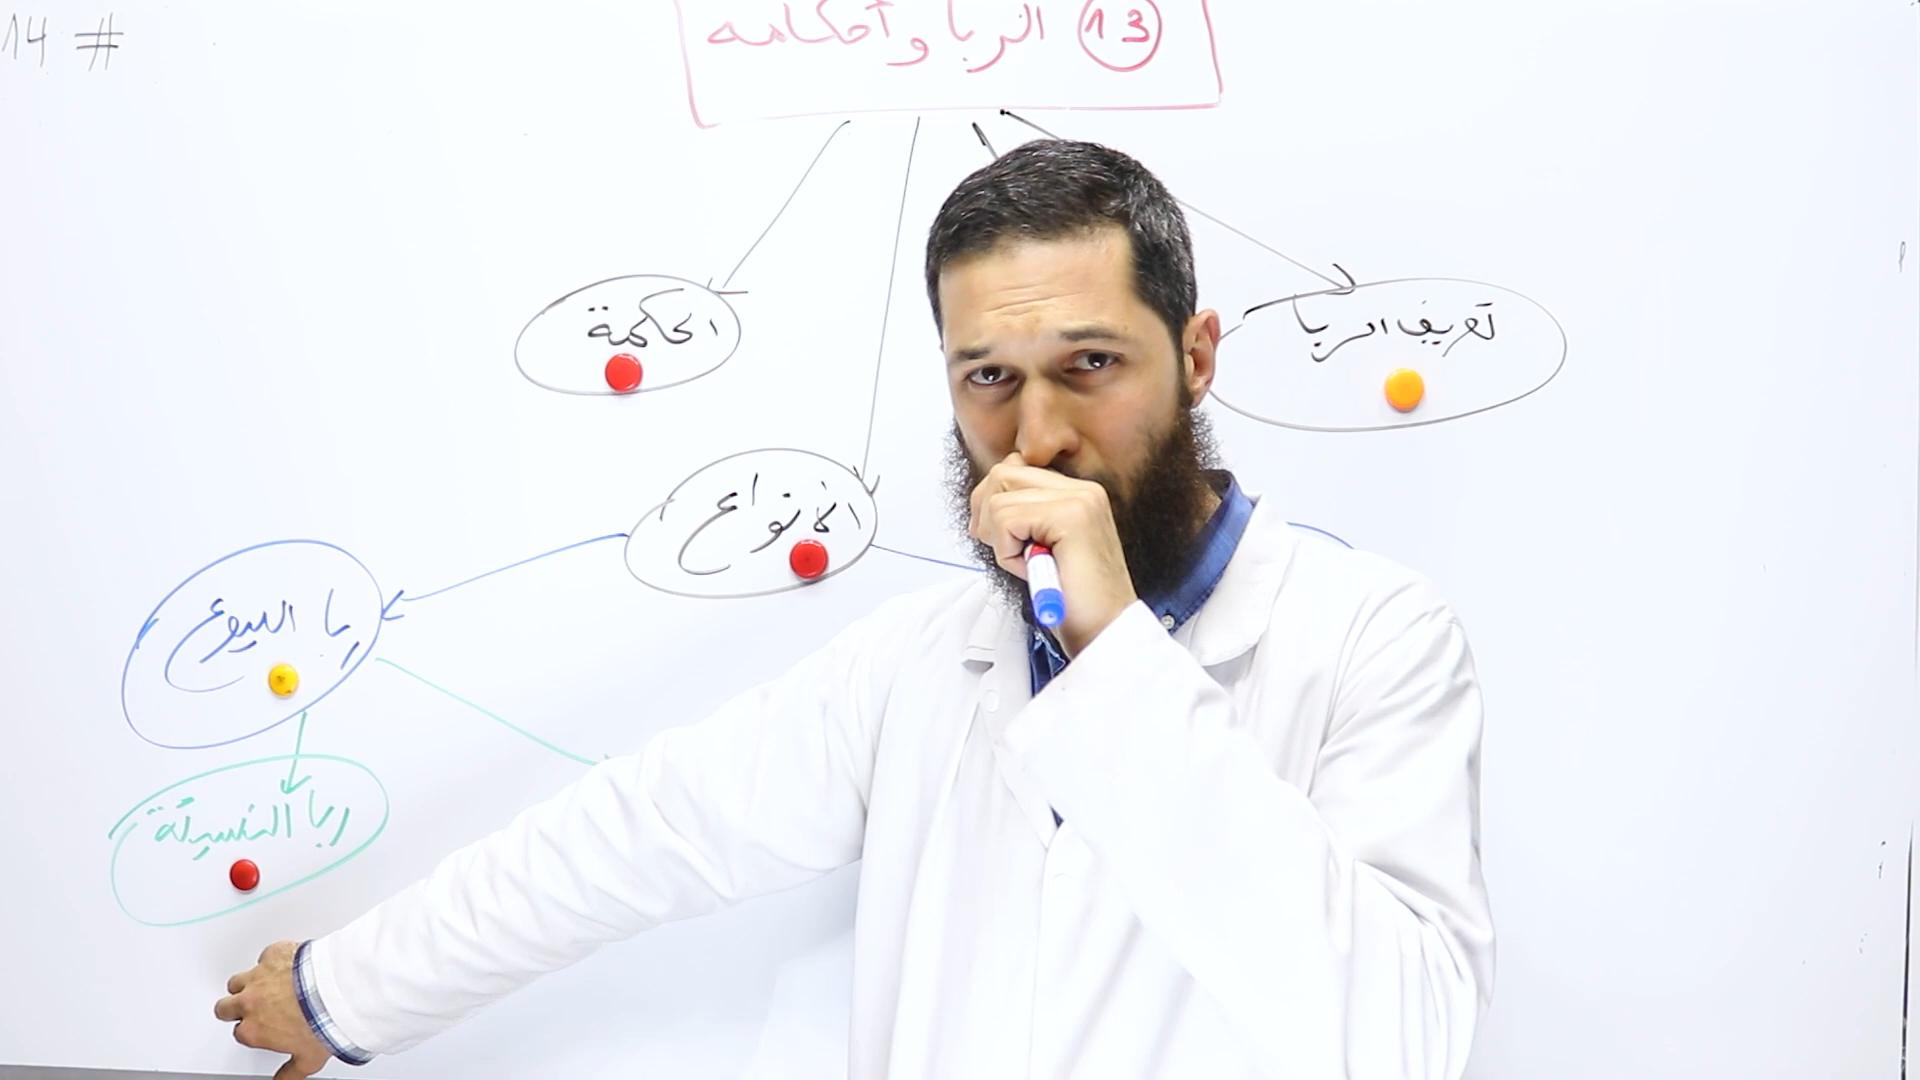 # 14
13 الربا وأحكامه
تعريف الربا
الحكمة
الأنواع
ربا البيوع
ربا النسيئة